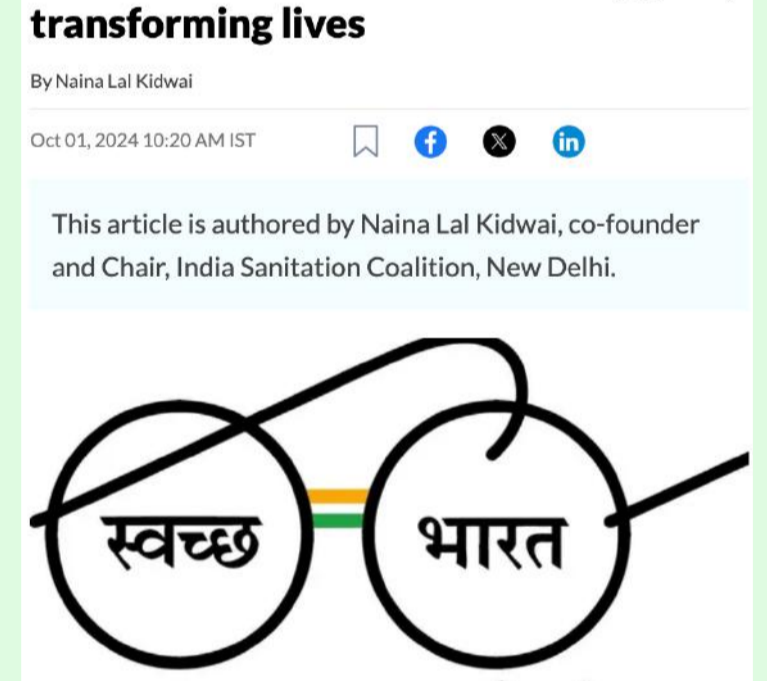 transforming lives
By Naina Lal Kidwai
Oct 01, 2024 10:20 AM IST
This article is authored by Naina Lal Kidwai, co-founder
and Chair, India Sanitation Coalition, New Delhi.
स्वच्छ भारत